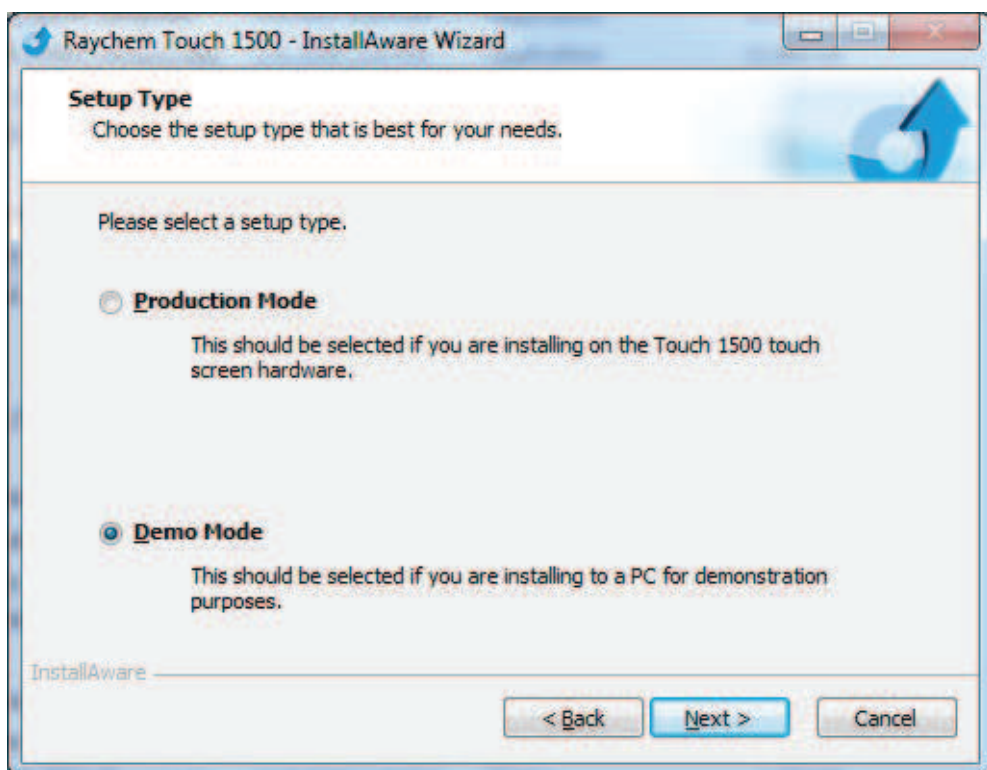 Raychem Touch 1500 - InstallAware Wizard
Setup Type
Choose the setup type that is best for your needs.
Please select a setup type.
Production Mode
This should be selected if you are installing on the Touch 1500 touch
screen hardware.
Demo Mode
This should be selected if you are installing to a PC for demonstration
purposes.
InstallAware
< Back
Next >
Cancel